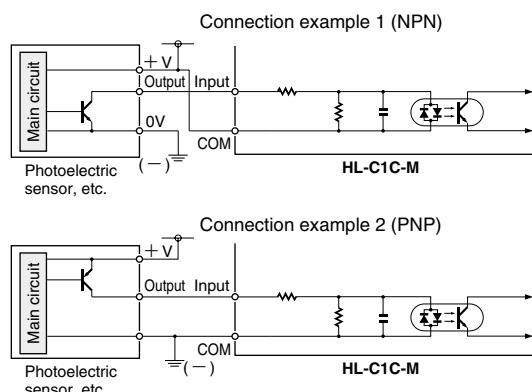 Connection example 1 (NPN)
Main circuit
+V
Output Input
0V
COM
(−)
Photoelectric
sensor, etc.
HL-C1C-M
Connection example 2 (PNP)
Main circuit
+V
Output Input
COM
(−)
Photoelectric
sensor, etc.
HL-C1C-M